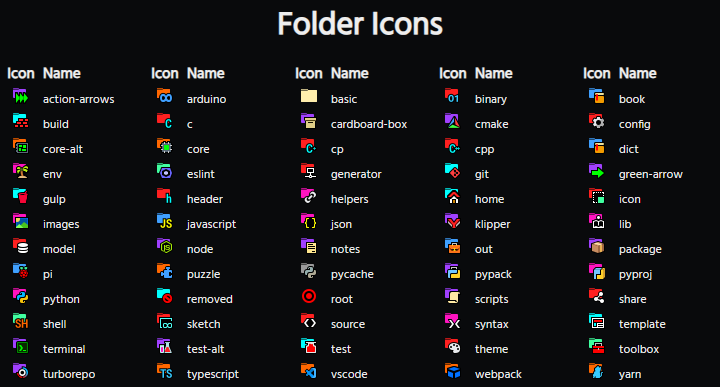 Folder Icons
Icon Name Icon Name Icon Name Icon Name Icon Name
action-arrows arduino basic binary book
build c cardboard-box cmake config
core-alt core cp cpp dict
env eslint generator git green-arrow
gulp header helpers home icon
images javascript json klipper lib
model node notes out package
pi puzzle pycache pypack pyproj
python removed root scripts share
shell sketch source syntax template
terminal test-alt test theme toolbox
turborepo typescript vscode webpack yarn